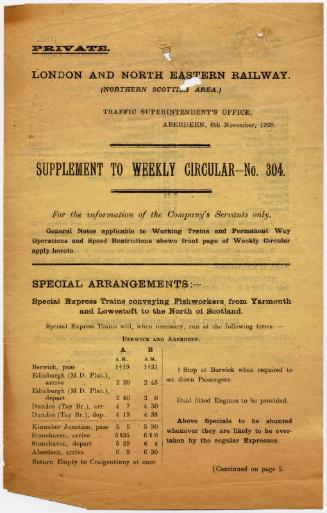 PRIVATE.
LONDON AND NORTH EASTERN RAILWAY.
(NORTHERN SCOTTISH AREA.)
TRAFFIC SUPERINTENDENT'S OFFICE,
ABERDEEN, 6th November, 1928.
SUPPLEMENT TO WEEKLY CIRCULAR—No. 304.
For the information of the Company's Servants only.
General Notes applicable to Working Trains and Permanent Way
Operations and Speed Restrictions shewn front page of Weekly Circular
apply hereto.
SPECIAL ARRANGEMENTS:—
Special Express Trains conveying Fishworkers from Yarmouth
and Lowestoft to the North of Scotland.
Special Express Trains will, when necessary, run at the following times:—
BERWICK AND ABERDEEN.
A B
A.M. A.M.
Berwick, pass 1†19 1†31
Edinburgh (M.D. Plat.),
arrive 2 30 2 45
Edinburgh (M.D. Plat.),
depart 2 40 3 0
Dundee (Tay Br.), arr. 4 7 4 30
Dundee (Tay Br.), dep. 4 13 4 38
Kinnaber Junction, pass 5 5 5 30
Stonehaven, arrive
Stonehaven, depart
Aberdeen, arrive 6 5 6 30
Return Empty to Craigentinny at once
† Stop at Berwick when required to
set down Passengers.
Dual fitted Engines to be provided.
Above Specials to be shunted
whenever they are likely to be over-
taken by the regular Expresses.
[Continued on page 2.